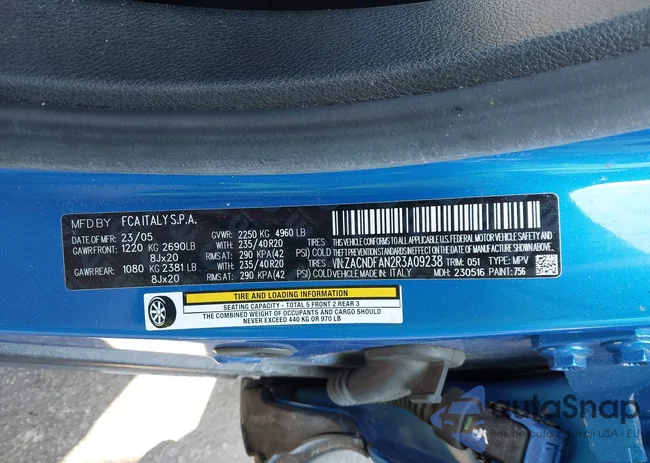 MFD BY FCA ITALY S.P.A.
DATE OF MFR 23/05 GVWR: 2250 KG 4960 LB
GAWR FRONT: 1220 KG 2690LB WITH: 235/40R20 TIRES
8Jx20 RIMS AT: 290 KPA(42 PSI) COLD
GAWR REAR: 1080 KG 2381LB WITH: 235/40R20 TIRES
8Jx20 RIMS AT: 290 KPA(42 PSI) COLD
THIS VEHICLE CONFORMS TO ALL APPLICABLE FEDERAL MOTOR VEHICLE SAFETY, BUMPER, AND
THEFT PREVENTION STANDARDS IN EFFECT ON THE DATE OF MANUFACTURE SHOWN ABOVE
VIN:ZACNDFAN2R3A09238 TRIM: 051 TYPE: MPV
MADE IN: ITALY MDH: 230516 PAINT: 756
TIRE AND LOADING INFORMATION
SEATING CAPACITY - TOTAL 5 FRONT 2 REAR 3
THE COMBINED WEIGHT OF OCCUPANTS AND CARGO SHOULD
NEVER EXCEED 440 KG OR 970 LB
autoSnap
USA - EU